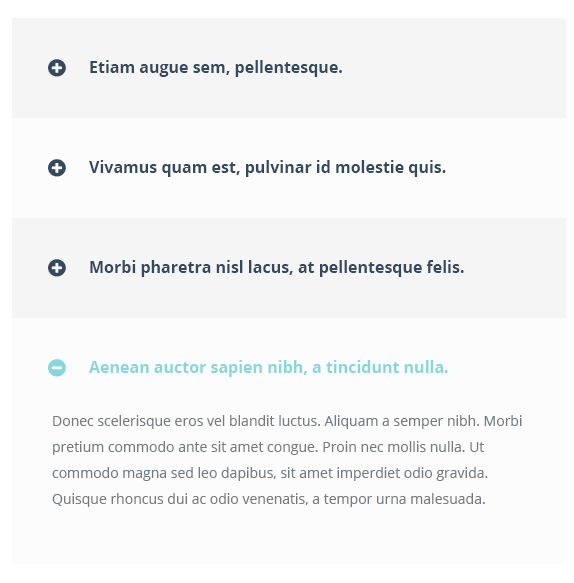 Etiam augue sem, pellentesque.
Vivamus quam est, pulvinar id molestie quis.
Morbi pharetra nisl lacus, at pellentesque felis.
Aenean auctor sapien nibh, a tincidunt nulla.
Donec scelerisque eros vel blandit luctus. Aliquam a semper nibh. Morbi
pretium commodo ante sit amet congue. Proin nec mollis nulla. Ut
commodo magna sed leo dapibus, sit amet imperdiet odio gravida.
Quisque rhoncus dui ac odio venenatis, a tempor urna malesuada.